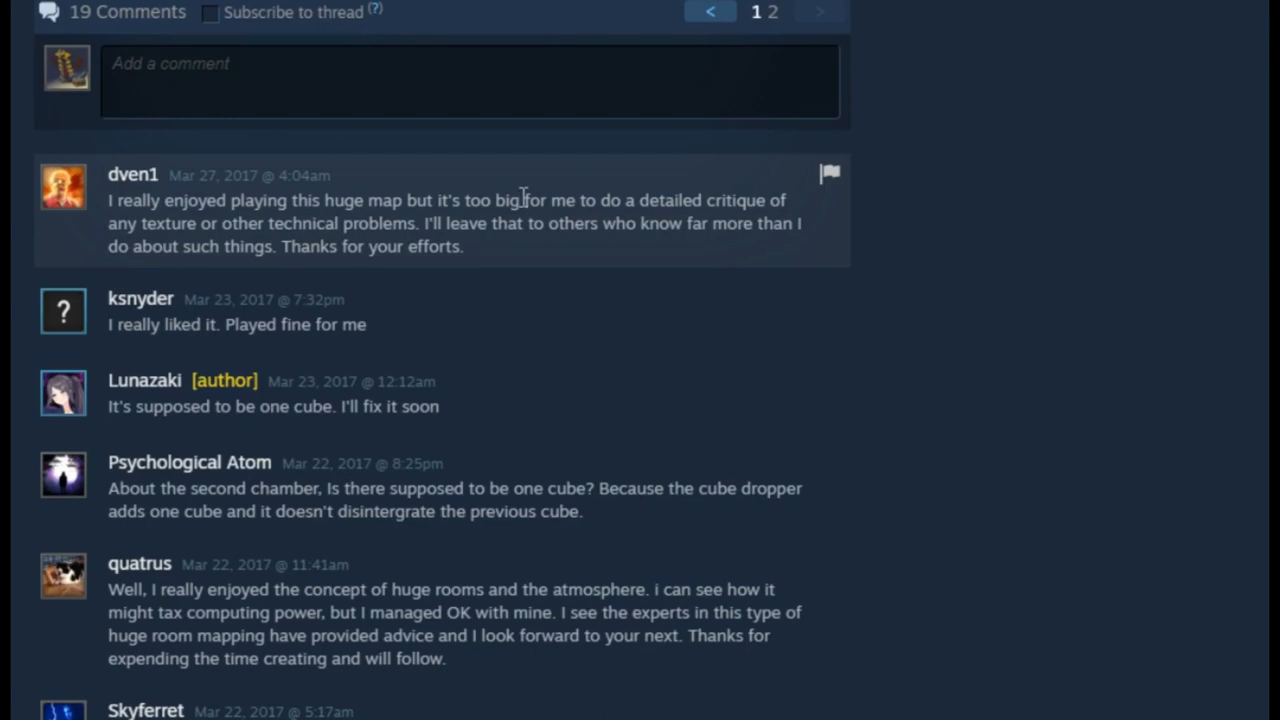 19 Comments Subscribe to thread (?) < 1 2 >
Add a comment
dven1 Mar 27, 2017 @ 4:04am
I really enjoyed playing this huge map but it's too big for me to do a detailed critique of
any texture or other technical problems. I'll leave that to others who know far more than I
do about such things. Thanks for your efforts.
ksnyder Mar 23, 2017 @ 7:32pm
?
I really liked it. Played fine for me
Lunazaki [author] Mar 23, 2017 @ 12:12am
It's supposed to be one cube. I'll fix it soon
Psychological Atom Mar 22, 2017 @ 8:25pm
About the second chamber, Is there supposed to be one cube? Because the cube dropper
adds one cube and it doesn't disintergrate the previous cube.
quatrus Mar 22, 2017 @ 11:41am
Well, I really enjoyed the concept of huge rooms and the atmosphere. i can see how it
might tax computing power, but I managed OK with mine. I see the experts in this type of
huge room mapping have provided advice and I look forward to your next. Thanks for
expending the time creating and will follow.
Skyferret Mar 22, 2017 @ 5:17am